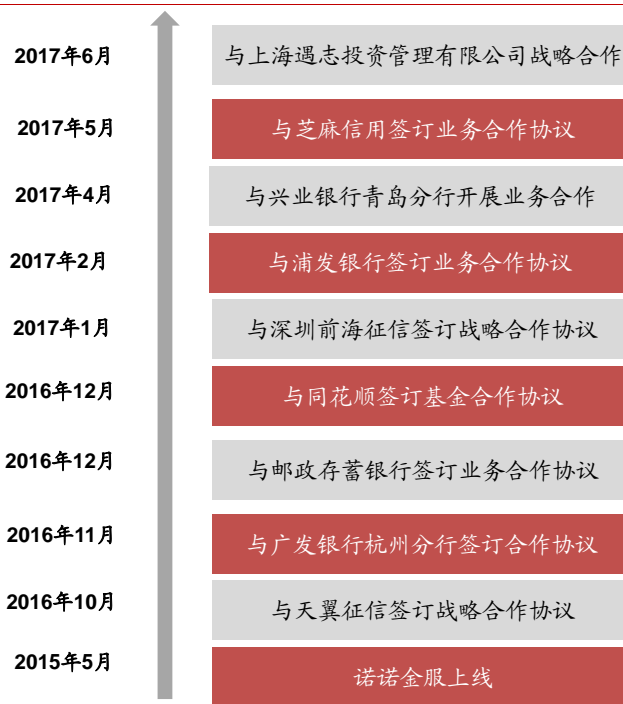 2017年6月 与上海遇志投资管理有限公司战略合作
2017年5月 与芝麻信用签订业务合作协议
2017年4月 与兴业银行青岛分行开展业务合作
2017年2月 与浦发银行签订业务合作协议
2017年1月 与深圳前海征信签订战略合作协议
2016年12月 与同花顺签订基金合作协议
2016年12月 与邮政存蓄银行签订业务合作协议
2016年11月 与广发银行杭州分行签订合作协议
2016年10月 与天翼征信签订战略合作协议
2015年5月 诺诺金服上线